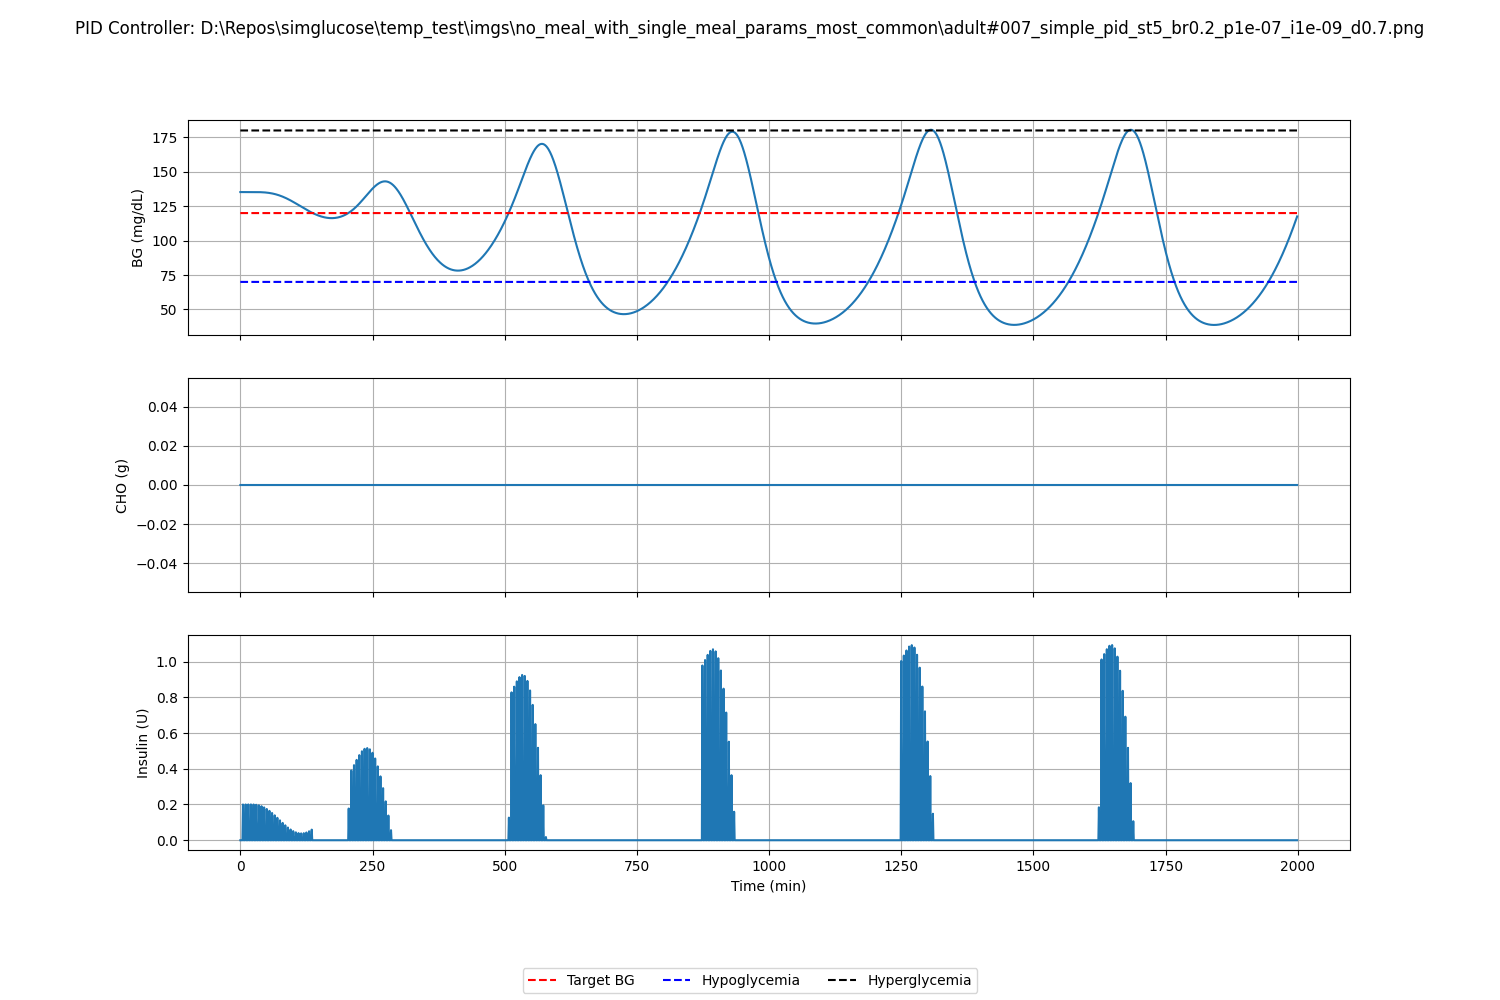 PID Controller: D:\Repos\simglucose\temp_test\imgs\no_meal_with_single_meal_params_most_common\adult#007_simple_pid_st5_br0.2_p1e-07_i1e-09_d0.7.png
175
150
125
100
75
50
BG (mg/dL)
0.04
0.02
0.00
−0.02
−0.04
CHO (g)
1.0
0.8
0.6
0.4
0.2
0.0
Insulin (U)
0 250 500 750 1000 1250 1500 1750 2000
Time (min)
Target BG Hypoglycemia Hyperglycemia